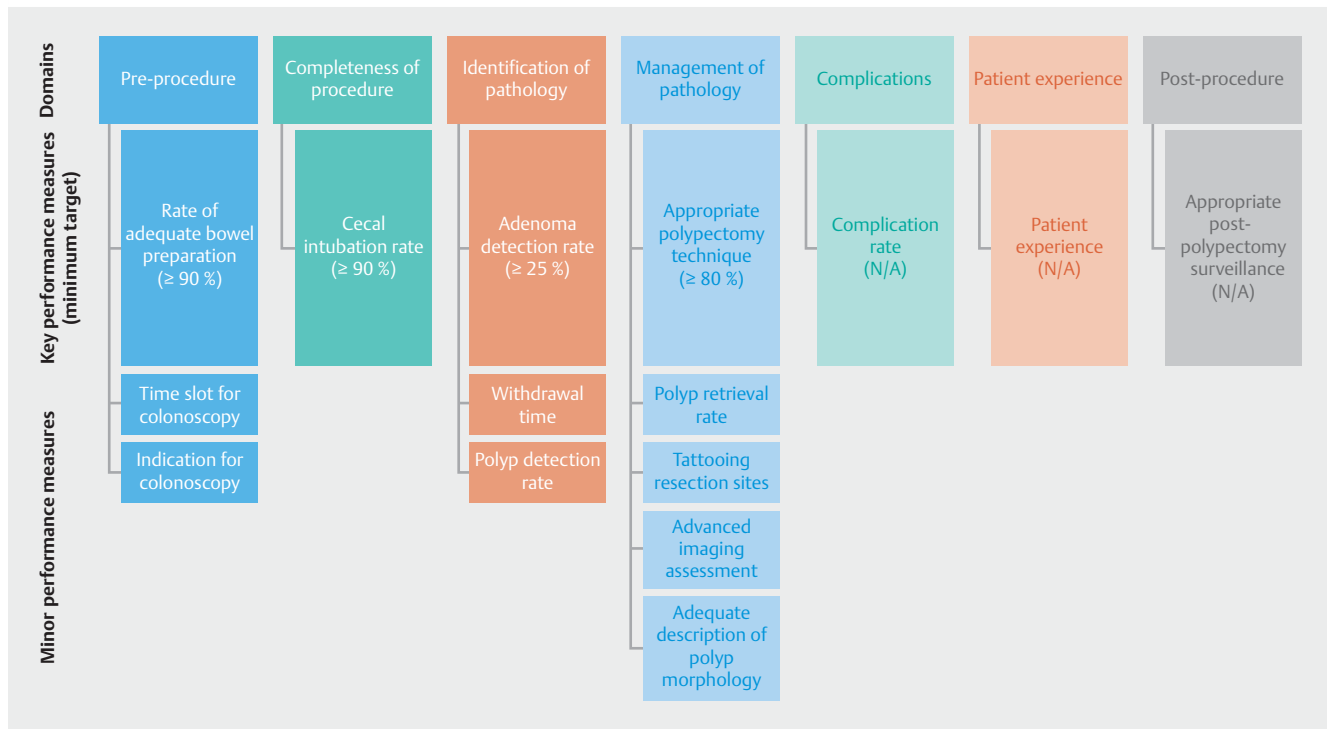 Domains
Pre-procedure
Completeness of
procedure
Identification of
pathology
Management of
pathology
Complications
Patient experience
Post-procedure
Key performance measures
(minimum target)
Rate of
adequate bowel
preparation
(≥ 90 %)
Cecal
intubation rate
(≥ 90 %)
Adenoma
detection rate
(≥ 25 %)
Appropriate
polypectomy
technique
(≥ 80 %)
Complication
rate
(N/A)
Patient
experience
(N/A)
Appropriate
post-
polypectomy
surveillance
(N/A)
Minor performance measures
Time slot for
colonoscopy
Indication for
colonoscopy
Withdrawal
time
Polyp detection
rate
Polyp retrieval
rate
Tattooing
resection sites
Advanced
imaging
assessment
Adequate
description of
polyp
morphology